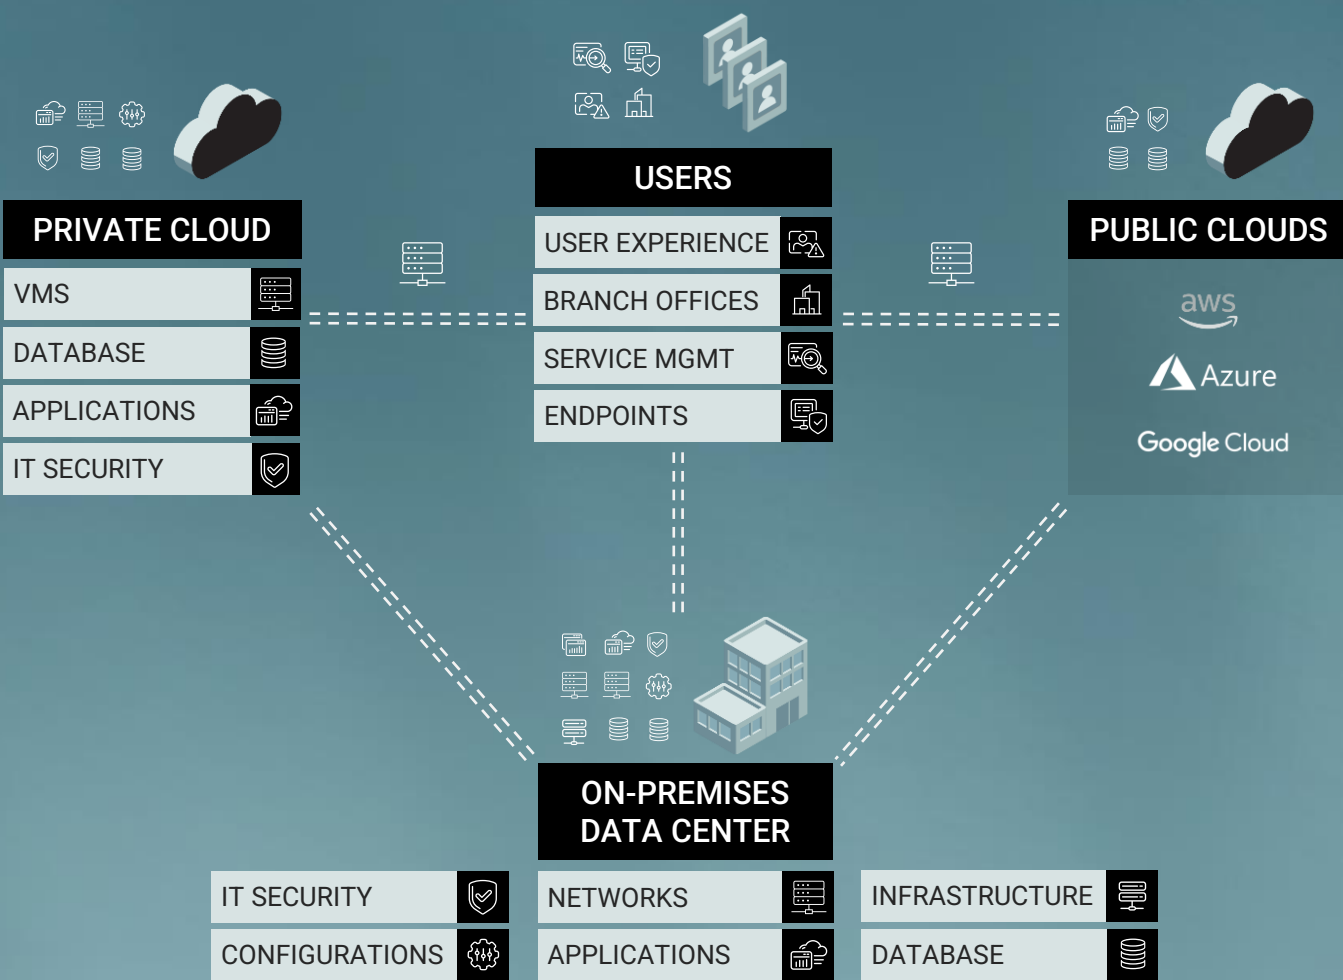 USERS
USER EXPERIENCE
BRANCH OFFICES
SERVICE MGMT
ENDPOINTS
PRIVATE CLOUD
VMS
DATABASE
APPLICATIONS
IT SECURITY
PUBLIC CLOUDS
aws
Azure
Google Cloud
ON-PREMISES
DATA CENTER
IT SECURITY
CONFIGURATIONS
NETWORKS
APPLICATIONS
INFRASTRUCTURE
DATABASE